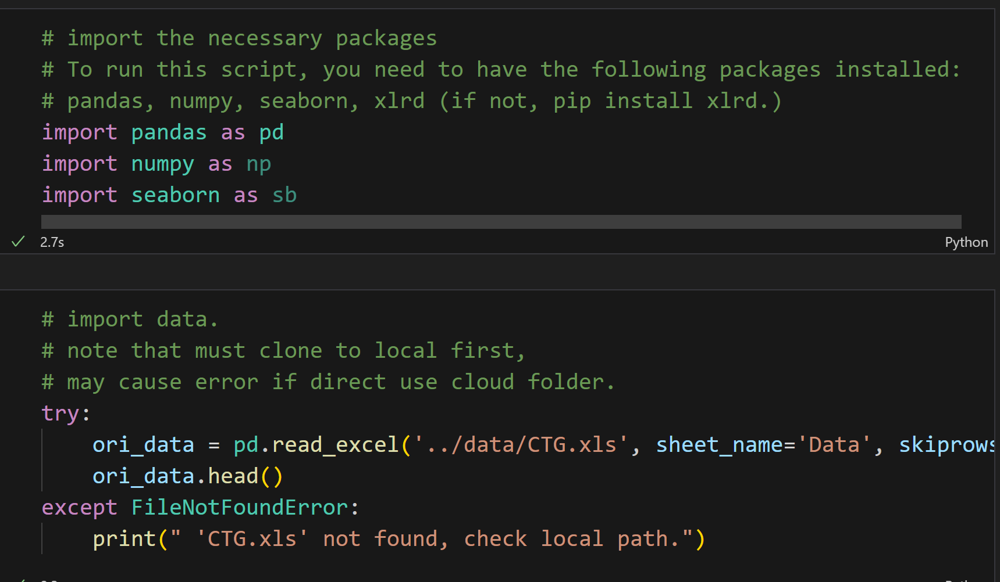 # import the necessary packages
# To run this script, you need to have the following packages installed:
# pandas, numpy, seaborn, xlrd (if not, pip install xlrd.)
import pandas as pd
import numpy as np
import seaborn as sb
2.7s
Python
# import data.
# note that must clone to local first,
# may cause error if direct use cloud folder.
try:
    ori_data = pd.read_excel('../data/CTG.xls', sheet_name='Data', skiprows
    ori_data.head()
except FileNotFoundError:
    print(" 'CTG.xls' not found, check local path.")